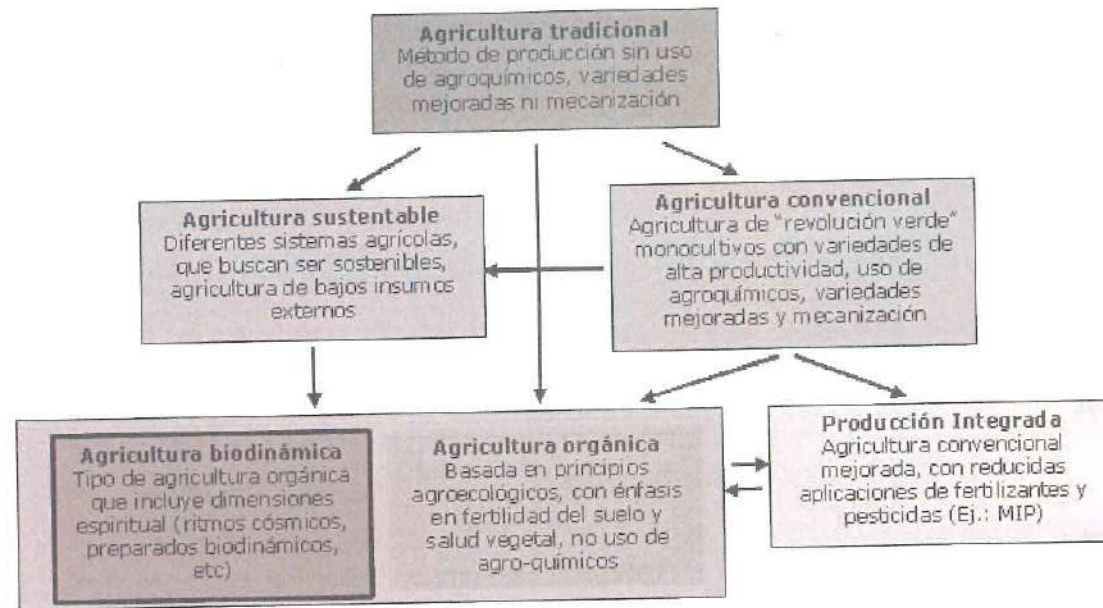 Agricultura tradicional
Método de producción sin uso
de agroquímicos, variedades
mejoradas ni mecanización
Agricultura sustentable
Diferentes sistemas agrícolas,
que buscan ser sostenibles,
agricultura de bajos insumos
externos
Agricultura convencional
Agricultura de "revolución verde"
monocultivos con variedades de
alta productividad, uso de
agroquímicos, variedades
mejoradas y mecanización
Agricultura biodinámica
Tipo de agricultura orgánica
que incluye dimensiones
espiritual (ritmos cósmicos,
preparados biodinámicos,
etc)
Agricultura orgánica
Basada en principios
agroecológicos, con énfasis
en fertilidad del suelo y
salud vegetal, no uso de
agro-químicos
Producción Integrada
Agricultura convencional
mejorada, con reducidas
aplicaciones de fertilizantes y
pesticidas (Ej.: MIP)